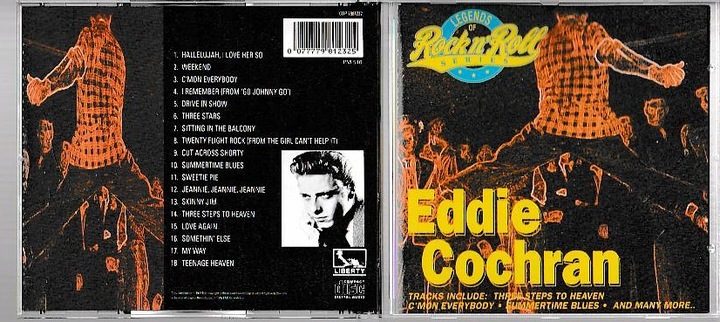 0 077779 812325
1. HALLELUJAH, I LOVE HER SO
2. WEEKEND
3. C'MON EVERYBODY
4. I REMEMBER (FROM 'GO JOHNNY GO')
5. DRIVE IN SHOW
6. THREE STARS
7. SITTING IN THE BALCONY
8. TWENTY FLIGHT ROCK (FROM THE GIRL CAN'T HELP IT)
9. CUT ACROSS SHORTY
10. SUMMERTIME BLUES
11. SWEETIE PIE
12. JEANNIE, JEANNIE, JEANNIE
13. SKINNY JIM
14. THREE STEPS TO HEAVEN
15. LOVE AGAIN
16. SOMETHIN' ELSE
17. MY WAY
18. TEENAGE HEAVEN
LIBERTY
COMPACT
disc
DIGITAL AUDIO
LEGENDS
OF
Rock'n'Roll
SERIES
Eddie
Cochran
TRACKS INCLUDE: THREE STEPS TO HEAVEN
C'MON EVERYBODY • SUMMERTIME BLUES • AND MANY MORE..